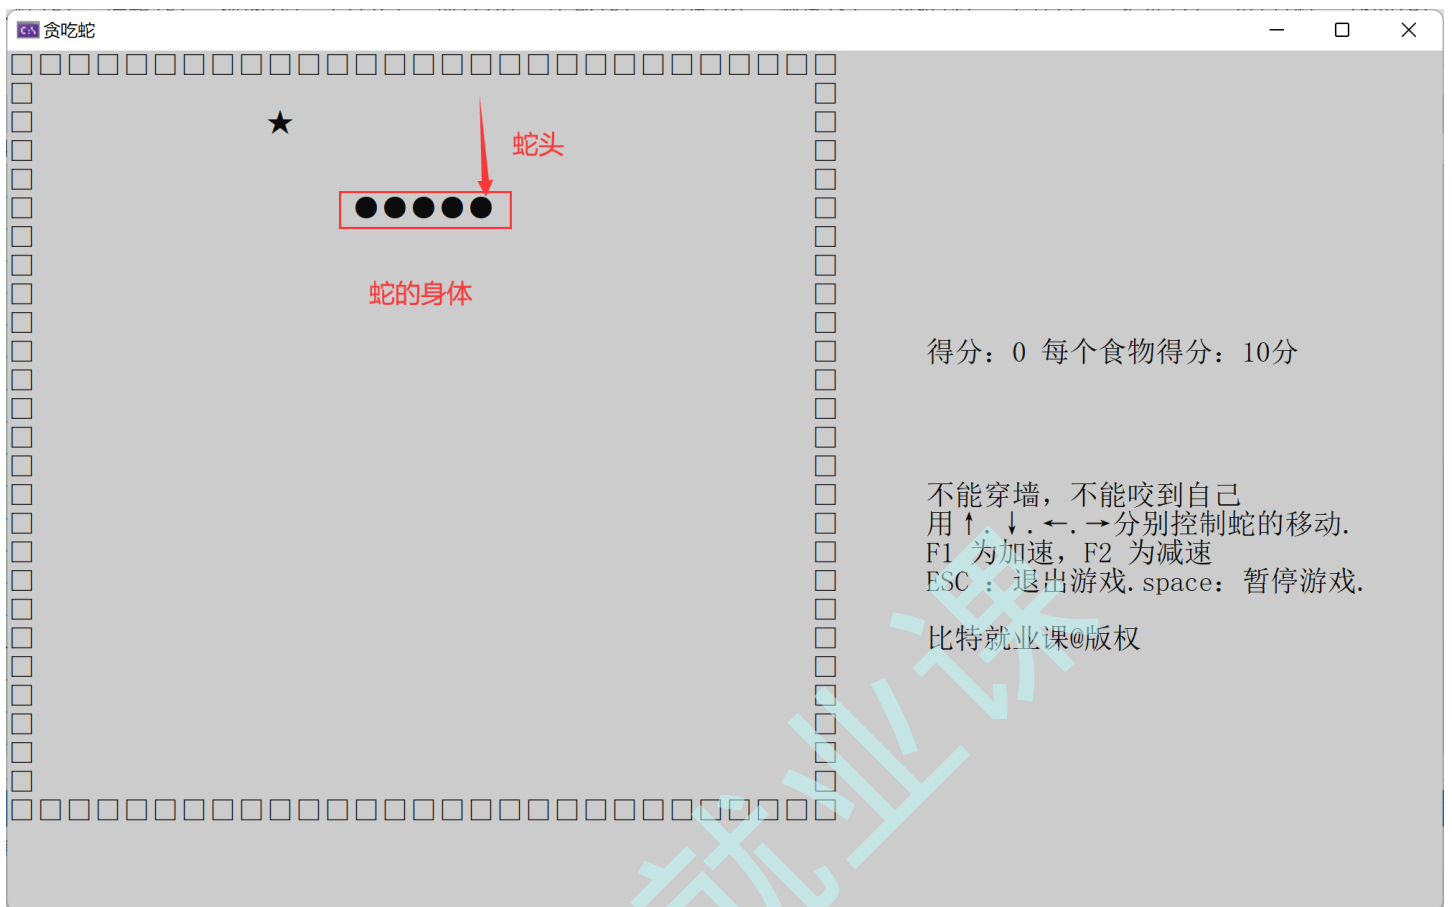 贪吃蛇
蛇头
蛇的身体
得分：0 每个食物得分：10分
不能穿墙，不能咬到自己
用↑.↓.←.→分别控制蛇的移动.
F1 为加速，F2 为减速
ESC ：退出游戏.space：暂停游戏.
比特就业课@版权
就业课